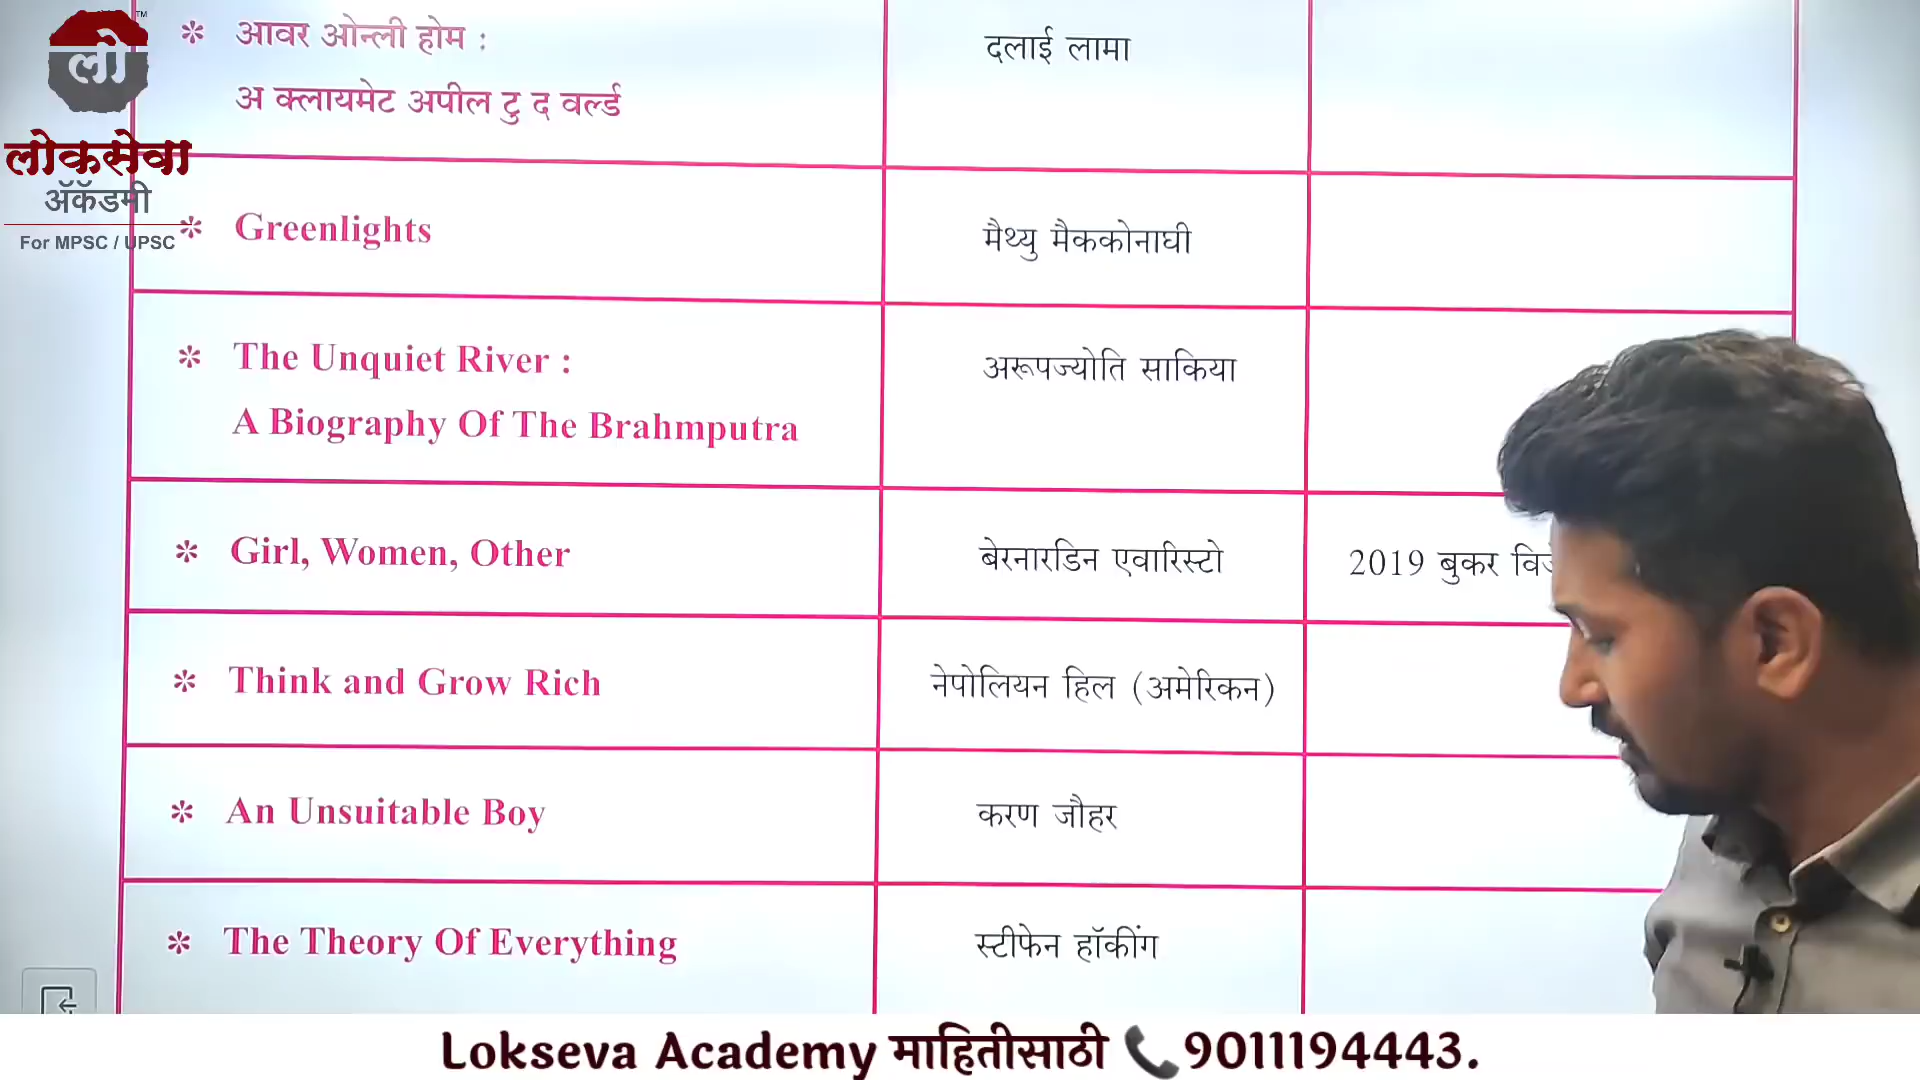 लो
TM
लोकसेवा
ॲकॅडमी
For MPSC / UPSC
* आवर ओन्ली होम :
अ क्लायमेट अपील टु द वर्ल्ड
दलाई लामा
* Greenlights
मैथ्यु मैककोनाघी
* The Unquiet River :
A Biography Of The Brahmputra
अरूपज्योति साकिया
* Girl, Women, Other
बेरनारडिन एवारिस्टो
2019 बुकर
* Think and Grow Rich
नेपोलियन हिल (अमेरिकन)
* An Unsuitable Boy
करण जौहर
* The Theory Of Everything
स्टीफेन हॉकींग
Lokseva Academy माहितीसाठी 📞9011194443.